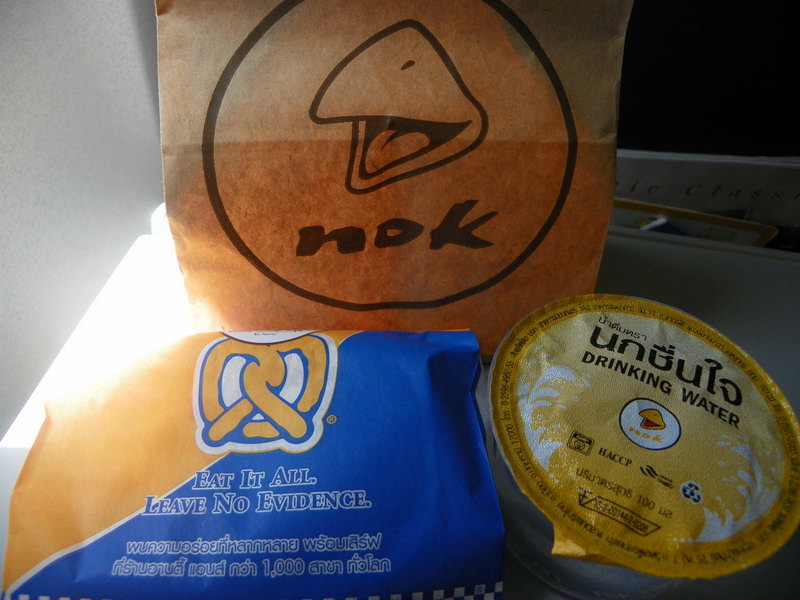 nok
sic Classi
EAT IT ALL.
LEAVE NO EVIDENCE.
พบความอร่อยที่หลากหลาย พร้อมเสิร์ฟ
ที่ร้านอานตี้ แอนส์ กว่า 1,000 สาขา ทั่วโลก
®
น้ำดื่มตรา
นกชื่นใจ
DRINKING WATER
nok
HACCP
ปริมาตรสุทธิ 100 มล